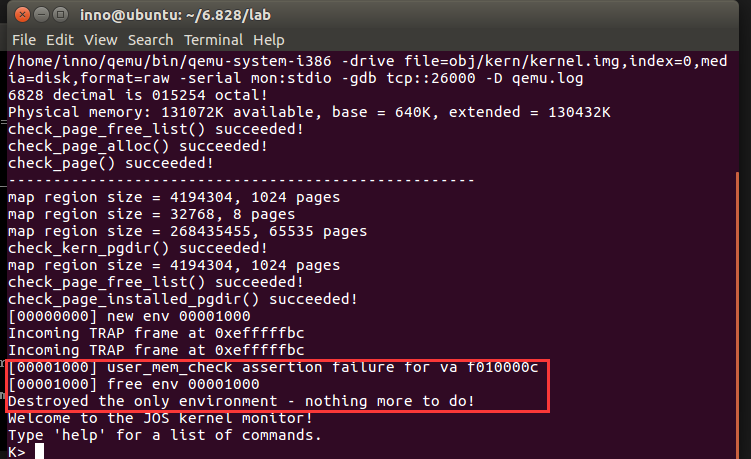 inno@ubuntu: ~/6.828/lab
File Edit View Search Terminal Help
/home/inno/qemu/bin/qemu-system-i386 -drive file=obj/kern/kernel.img,index=0,med
ia=disk,format=raw -serial mon:stdio -gdb tcp::26000 -D qemu.log
6828 decimal is 015254 octal!
Physical memory: 131072K available, base = 640K, extended = 130432K
check_page_free_list() succeeded!
check_page_alloc() succeeded!
check_page() succeeded!
----------------------------------------------------
map region size = 4194304, 1024 pages
map region size = 32768, 8 pages
map region size = 268435455, 65535 pages
check_kern_pgdir() succeeded!
map region size = 4194304, 1024 pages
check_page_free_list() succeeded!
check_page_installed_pgdir() succeeded!
[00000000] new env 00001000
Incoming TRAP frame at 0xefffffbc
Incoming TRAP frame at 0xefffffbc
[00001000] user_mem_check assertion failure for va f010000c
[00001000] free env 00001000
Destroyed the only environment - nothing more to do!
Welcome to the JOS kernel monitor!
Type 'help' for a list of commands.
K>